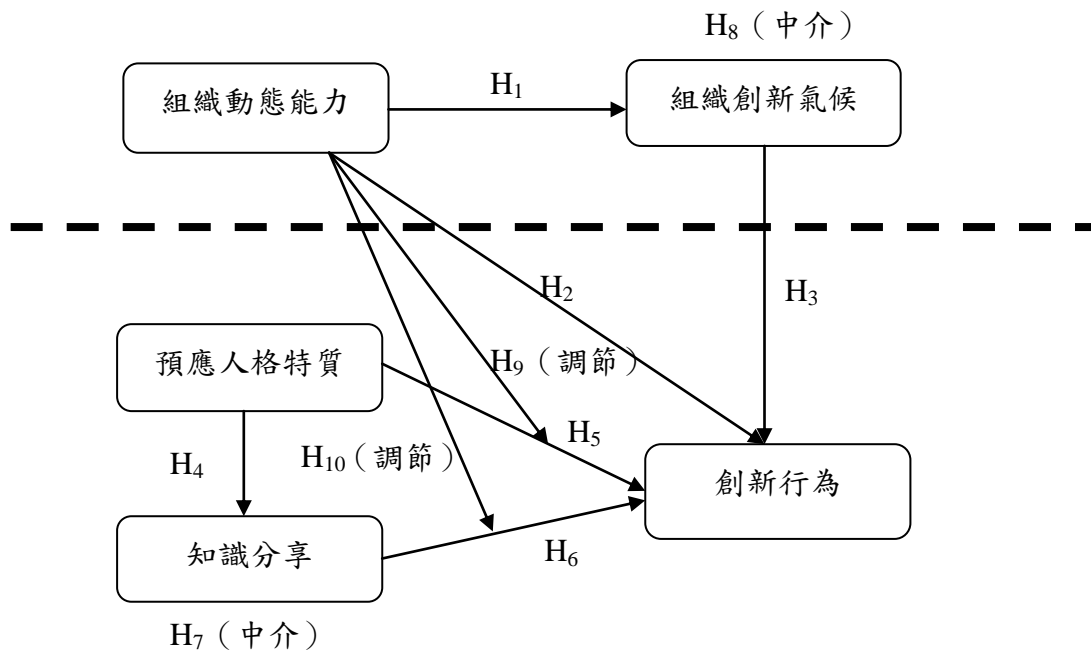 H₈（中介）
組織動態能力
H₁
組織創新氣候
H₂
H₃
預應人格特質
H₉（調節）
H₅
H₄
H₁₀（調節）
創新行為
知識分享
H₆
H₇（中介）